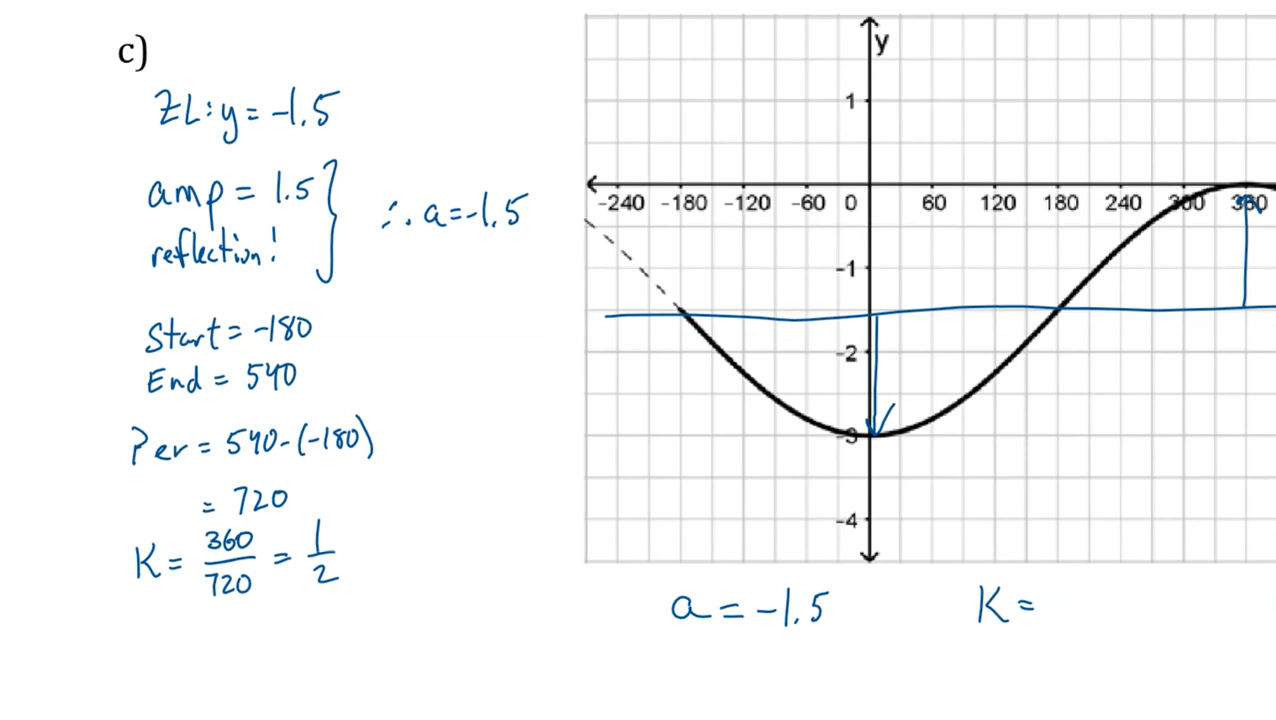 c)
ZL: y = -1.5
amp = 1.5
reflection!
∴ a = -1.5
Start = -180
End = 540
Per = 540-(-180)
= 720
K = 360/720 = 1/2
y
1
-240 -180 -120 -60 0 60 120 180 240 300 360
-1
-2
-3
-4
a = -1.5 K =